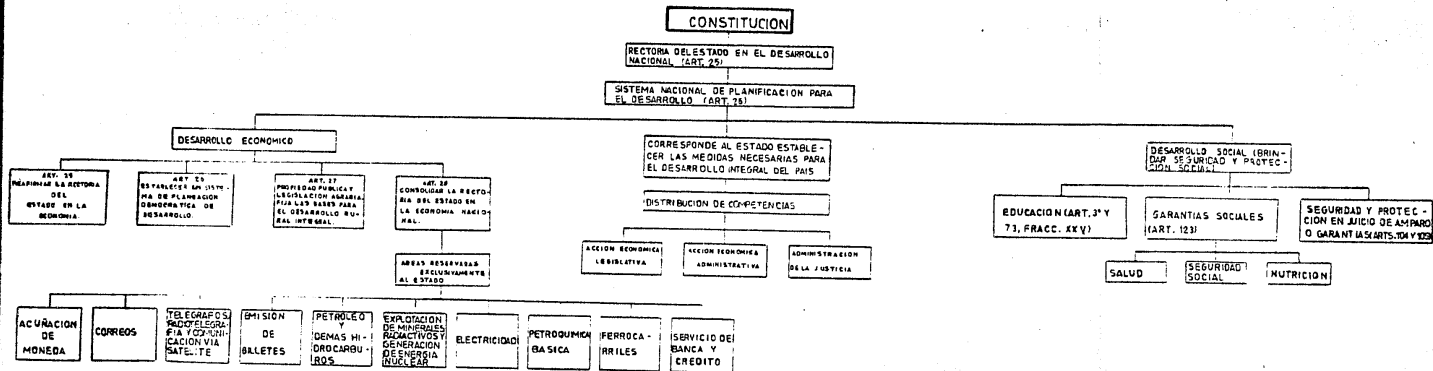 CONSTITUCION
RECTORIA DEL ESTADO EN EL DESARROLLO
NACIONAL (ART. 25)
SISTEMA NACIONAL DE PLANIFICACION PARA
EL DESARROLLO (ART. 26)
DESARROLLO ECONOMICO
CORRESPONDE AL ESTADO ESTABLE-
CER LAS MEDIDAS NECESARIAS PARA
EL DESARROLLO INTEGRAL DEL PAIS
DESARROLLO SOCIAL (BRIN-
DAR SEGURIDAD Y PROTEC-
CION SOCIAL)
ART. 25
REAFIRMAR LA RECTORIA
DEL
ESTADO EN LA
ECONOMIA.
ART 26
ESTABLECER UN SISTE-
MA DE PLANEACION
DEMOCRATICA DE
DESARROLLO.
ART. 27
PROPIEDAD PUBLICA Y
LEGISLACION AGRARIA
FIJA LAS BASES PARA
EL DESARROLLO RU-
RAL INTEGRAL.
ART. 28
CONSOLIDAR LA RECTO-
RIA DEL ESTADO EN
LA ECONOMIA NACIO-
NAL.
DISTRIBUCION DE COMPETENCIAS
EDUCACION (ART. 3º Y
73, FRACC. XXV)
GARANTIAS SOCIALES
(ART. 123)
SEGURIDAD Y PROTEC-
CION EN JUICIO DE AMPARO
O GARANTIAS (ARTS. 104 Y 103)
AREAS RESERVADAS
EXCLUSIVAMENTE
AL ESTADO
ACCION ECONOMICA
LEGISLATIVA
ACCION ECONOMICA
ADMINISTRATIVA
ADMINISTRACION
DE LA JUSTICIA
SALUD
SEGURIDAD
SOCIAL
NUTRICION
ACUÑACION
DE
MONEDA
CORREOS
TELEGRAFOS,
RADIOTELEGRA-
FIA Y COMUNI-
CACION VIA
SATELITE
EMISION
DE
BILLETES
PETROLEO
Y
DEMAS HI-
DROCARBU-
ROS
EXPLOTACION
DE MINERALES
RADIACTIVOS Y
GENERACION
DE ENERGIA
NUCLEAR
ELECTRICIDAD
PETROQUIMICA
BASICA
FERROCA-
RRILES
SERVICIO DE
BANCA Y
CREDITO